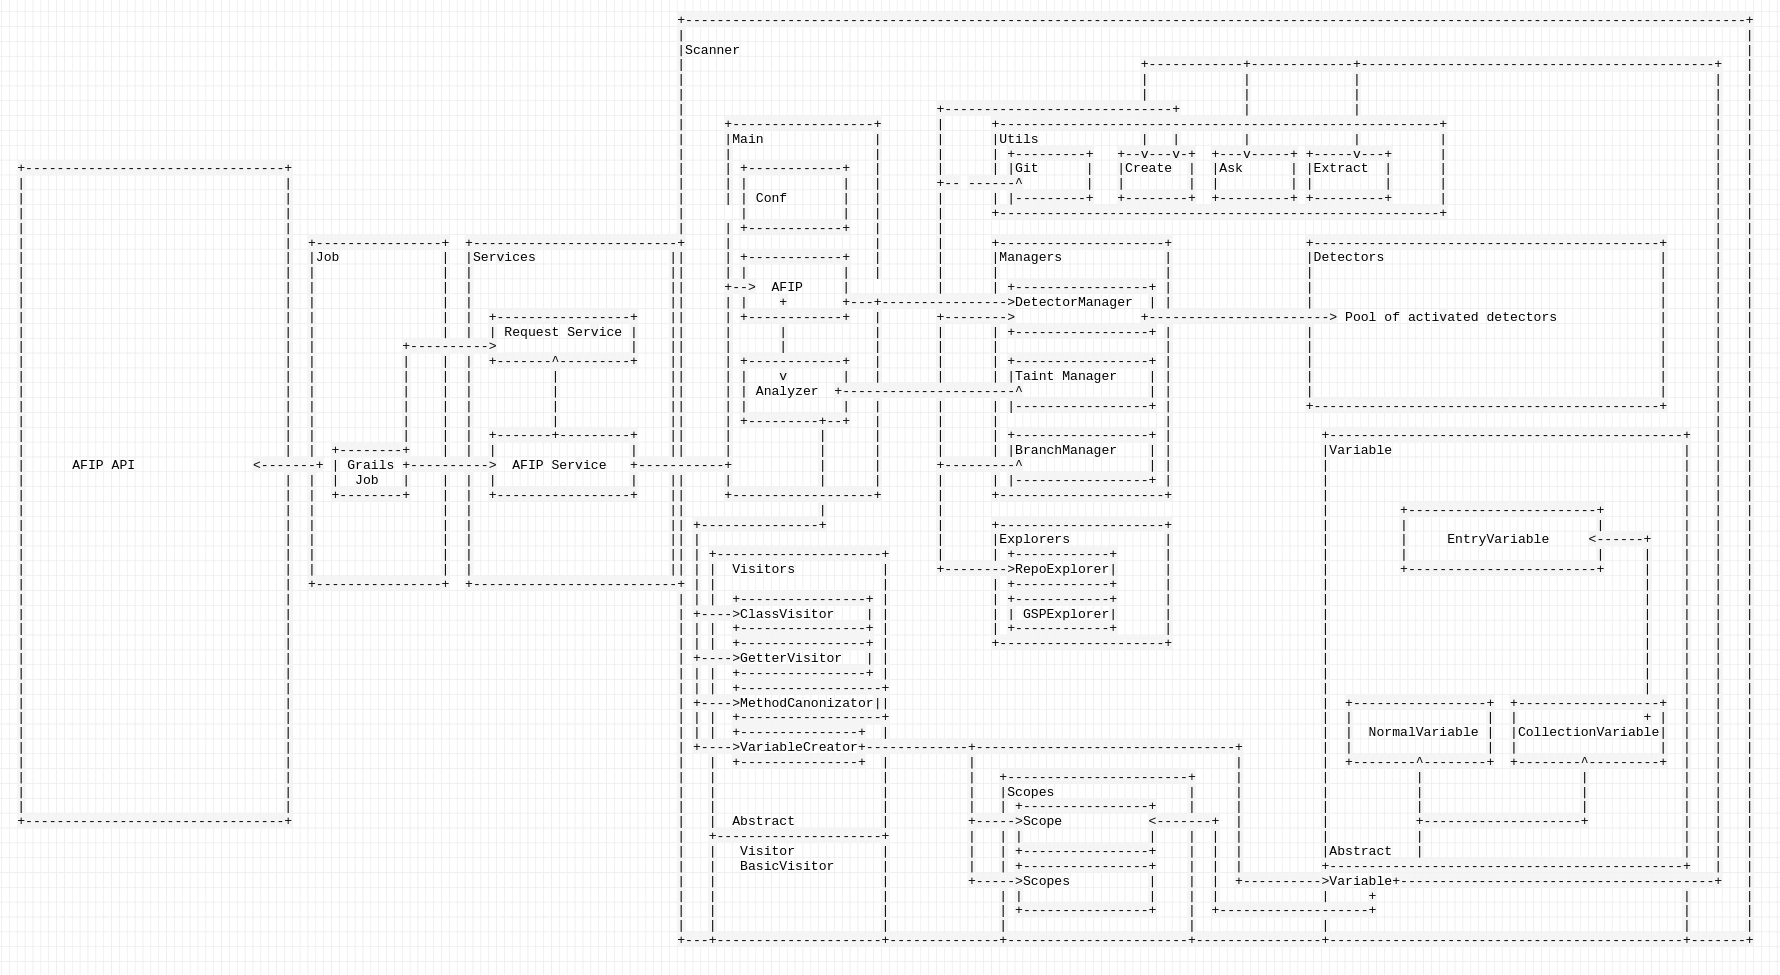 Scanner
Main
Utils
Git
Create
Ask
Extract
Conf
Job
Services
Managers
Detectors
AFIP
DetectorManager
Pool of activated detectors
Request Service
Taint Manager
Analyzer
BranchManager
Variable
AFIP API
Grails
Job
AFIP Service
Explorers
EntryVariable
Visitors
RepoExplorer
ClassVisitor
GSPExplorer
GetterVisitor
MethodCanonizator
NormalVariable
CollectionVariable
VariableCreator
Scopes
Abstract
Scope
Visitor
BasicVisitor
Abstract
Scopes
Variable